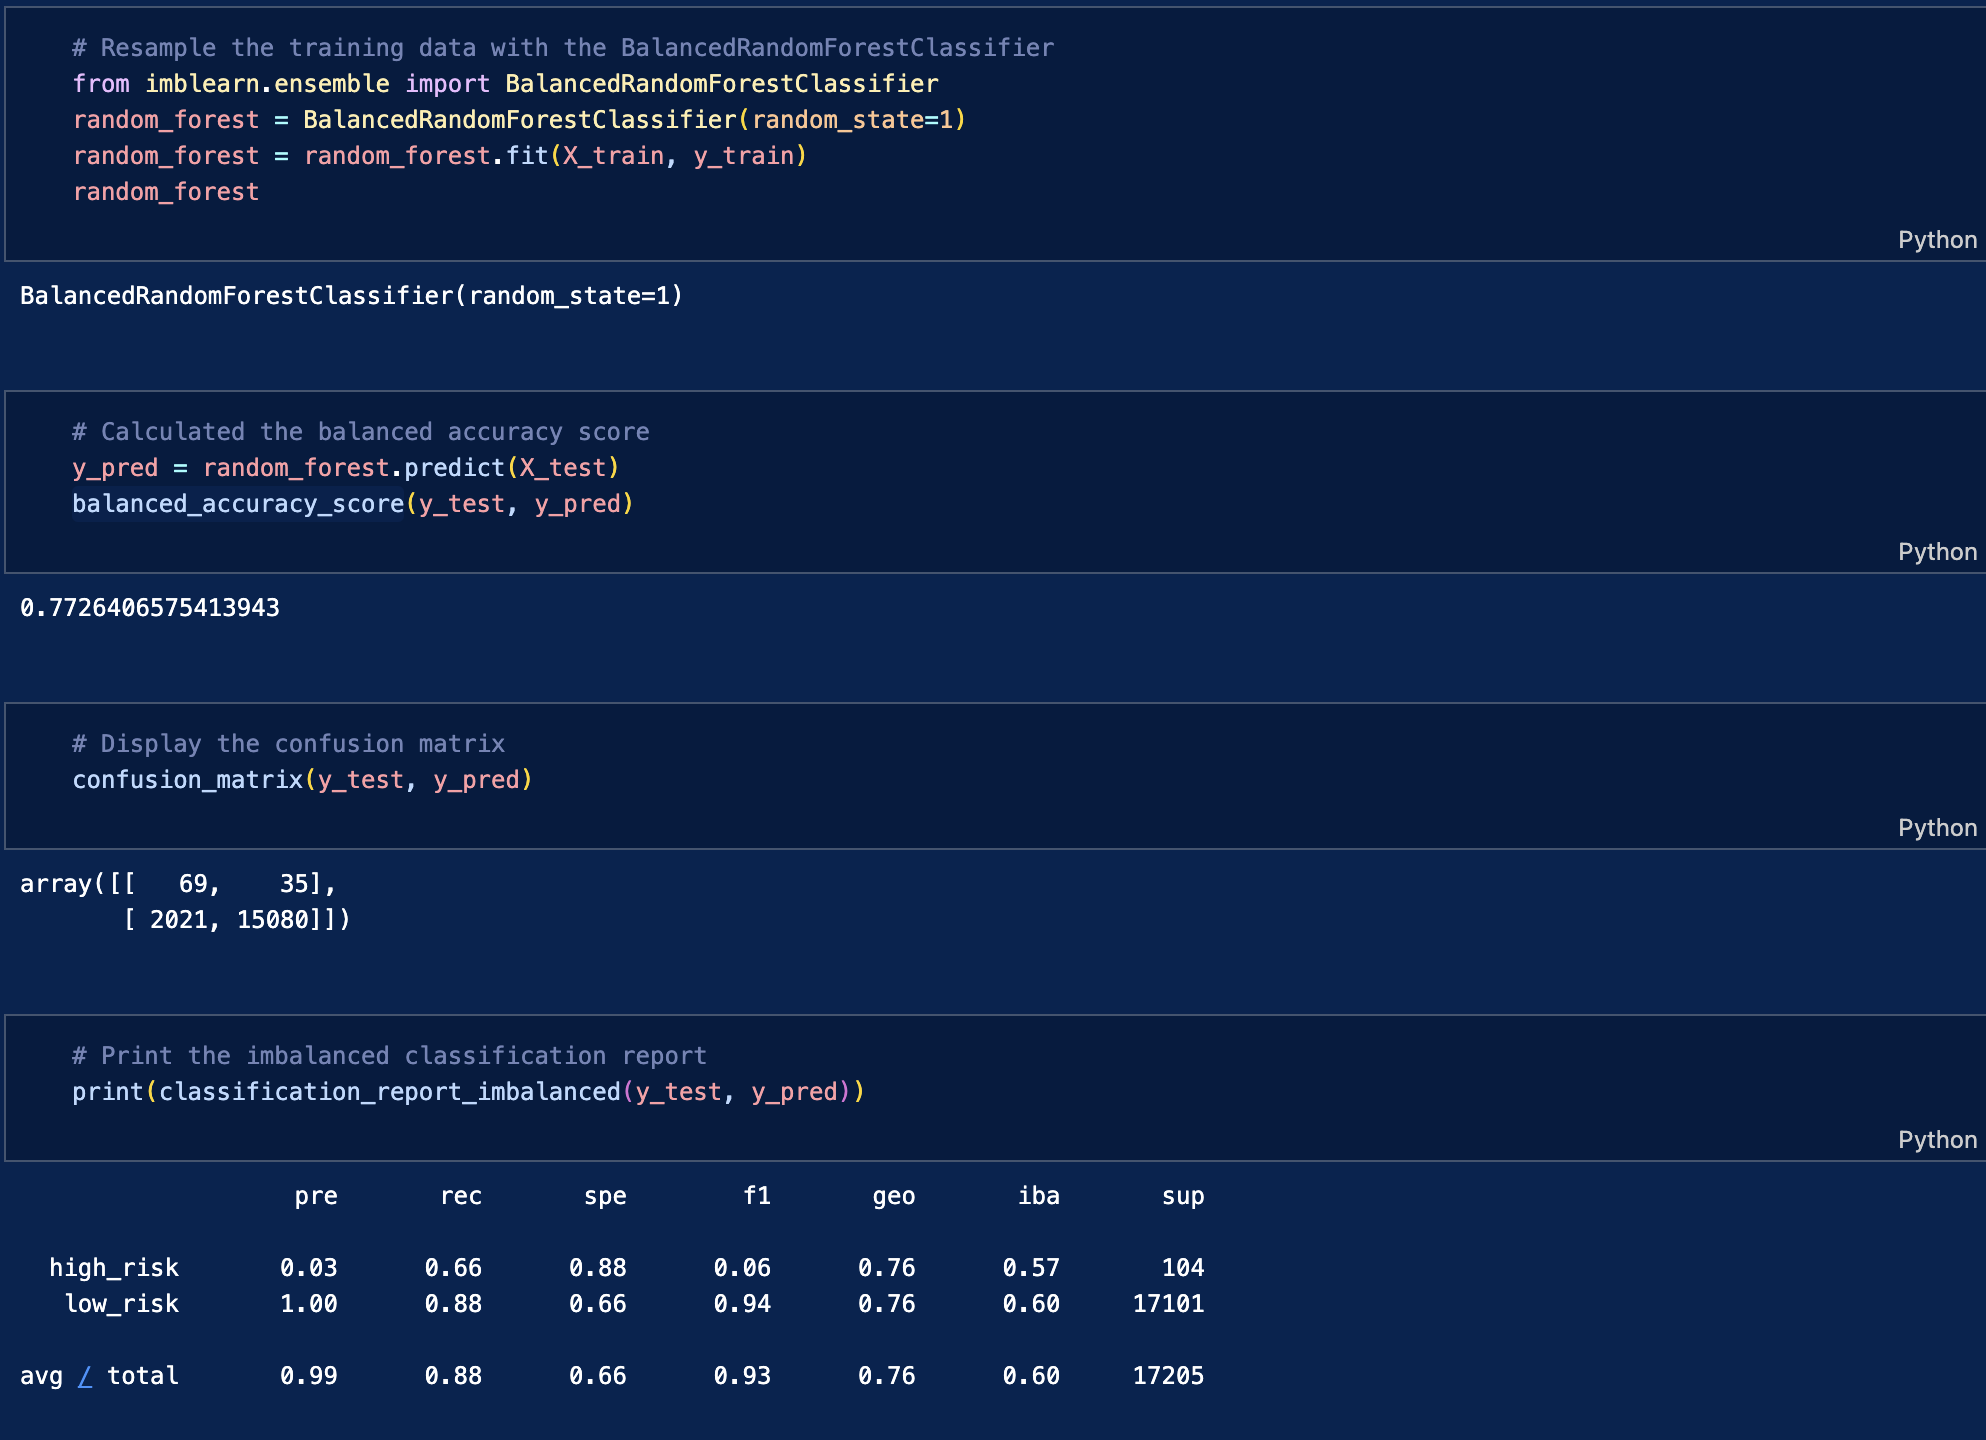 # Resample the training data with the BalancedRandomForestClassifier
from imblearn.ensemble import BalancedRandomForestClassifier
random_forest = BalancedRandomForestClassifier(random_state=1)
random_forest = random_forest.fit(X_train, y_train)
random_forest
Python
BalancedRandomForestClassifier(random_state=1)
# Calculated the balanced accuracy score
y_pred = random_forest.predict(X_test)
balanced_accuracy_score(y_test, y_pred)
Python
0.7726406575413943
# Display the confusion matrix
confusion_matrix(y_test, y_pred)
Python
array([[   69,    35],
       [ 2021, 15080]])
# Print the imbalanced classification report
print(classification_report_imbalanced(y_test, y_pred))
Python
                   pre       rec       spe        f1       geo       iba       sup
  high_risk       0.03      0.66      0.88      0.06      0.76      0.57       104
   low_risk       1.00      0.88      0.66      0.94      0.76      0.60     17101
avg / total       0.99      0.88      0.66      0.93      0.76      0.60     17205